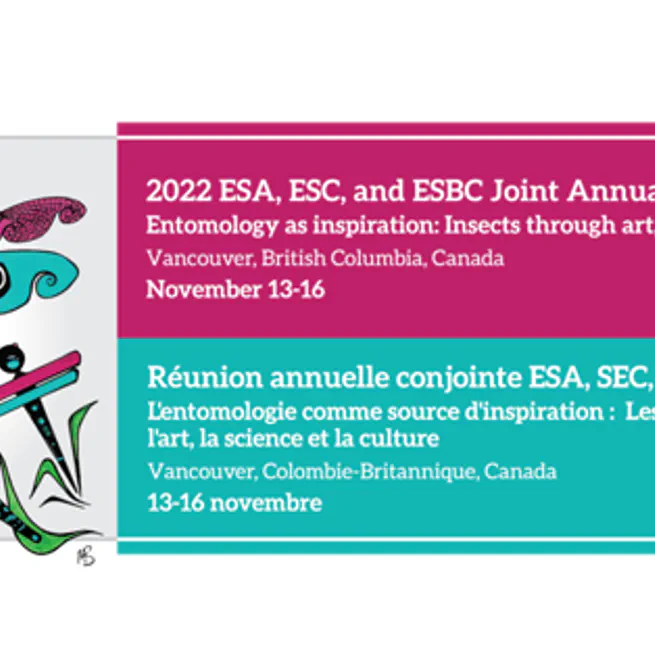 2022 ESA, ESC, and ESBC Joint Annua
Entomology as inspiration: Insects through art,
Vancouver, British Columbia, Canada
November 13-16
Réunion annuelle conjointe ESA, SEC,
L'entomologie comme source d'inspiration : Les
l'art, la science et la culture
Vancouver, Colombie-Britannique, Canada
13-16 novembre